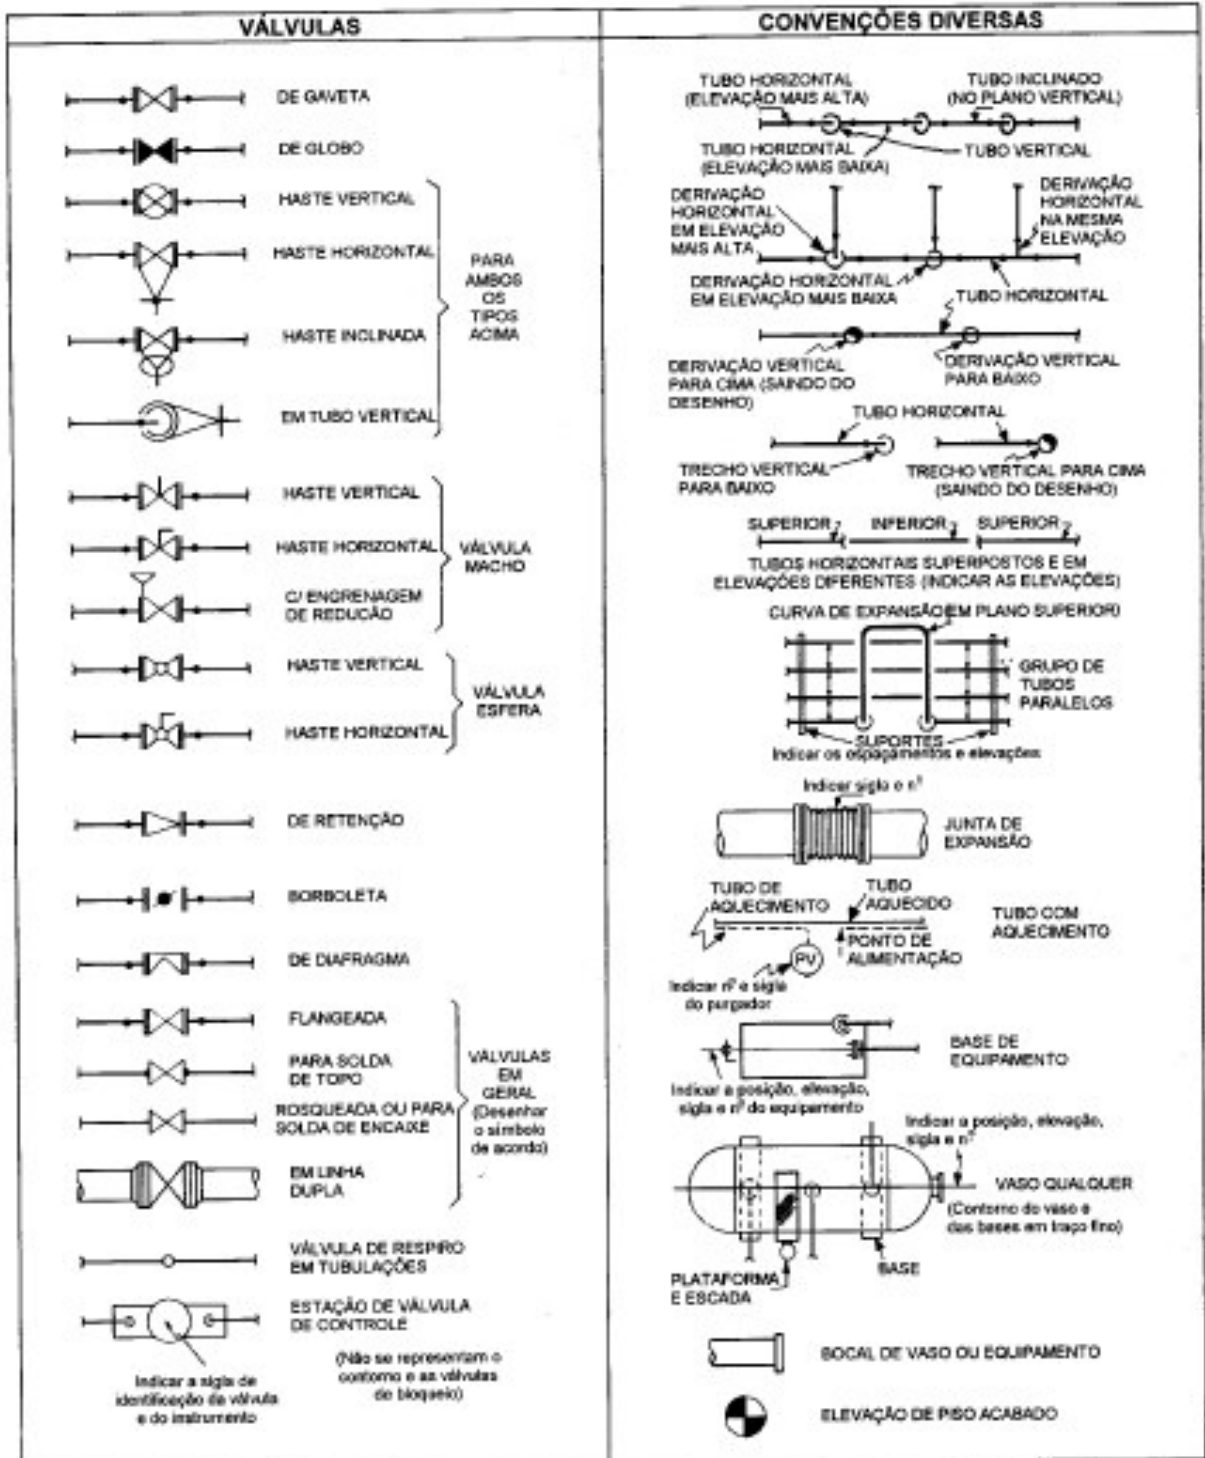 VÁLVULAS
DE GAVETA
DE GLOBO
HASTE VERTICAL
HASTE HORIZONTAL
HASTE INCLINADA
EM TUBO VERTICAL
PARA
AMBOS
OS
TIPOS
ACIMA
HASTE VERTICAL
HASTE HORIZONTAL
C/ ENGRENAGEM
DE REDUCÃO
VÁLVULA
MACHO
HASTE VERTICAL
HASTE HORIZONTAL
VÁLVULA
ESFERA
DE RETENÇÃO
BORBOLETA
DE DIAFRAGMA
FLANGEADA
PARA SOLDA
DE TOPO
ROSQUEADA OU PARA
SOLDA DE ENCAIXE
EM LINHA
DUPLA
VÁLVULAS
EM
GERAL
(Desenhar
o símbolo
de acordo)
VÁLVULA DE RESPIRO
EM TUBULAÇÕES
ESTAÇÃO DE VÁLVULA
DE CONTROLE
(Não se representam o
contorno e as válvulas
de bloqueio)
Indicar a sigla de
identificação da válvula
e do instrumento
CONVENÇÕES DIVERSAS
TUBO HORIZONTAL
(ELEVAÇÃO MAIS ALTA)
TUBO INCLINADO
(NO PLANO VERTICAL)
TUBO HORIZONTAL
(ELEVAÇÃO MAIS BAIXA)
TUBO VERTICAL
DERIVAÇÃO
HORIZONTAL
EM ELEVAÇÃO
MAIS ALTA
DERIVAÇÃO
HORIZONTAL
NA MESMA
ELEVAÇÃO
DERIVAÇÃO HORIZONTAL
EM ELEVAÇÃO MAIS BAIXA
TUBO HORIZONTAL
DERIVAÇÃO VERTICAL
PARA CIMA (SAINDO DO
DESENHO)
DERIVAÇÃO VERTICAL
PARA BAIXO
TUBO HORIZONTAL
TRECHO VERTICAL
PARA BAIXO
TRECHO VERTICAL PARA CIMA
(SAINDO DO DESENHO)
SUPERIOR INFERIOR SUPERIOR
TUBOS HORIZONTAIS SUPERPOSTOS E EM
ELEVAÇÕES DIFERENTES (INDICAR AS ELEVAÇÕES)
CURVA DE EXPANSÃO (EM PLANO SUPERIOR)
GRUPO DE
TUBOS
PARALELOS
SUPORTES
Indicar os espaçamentos e elevações
Indicar sigla e nº
JUNTA DE
EXPANSÃO
TUBO DE
AQUECIMENTO
TUBO
AQUECIDO
TUBO COM
AQUECIMENTO
PONTO DE
ALIMENTAÇÃO
PV
Indicar nº e sigla
do purgador
BASE DE
EQUIPAMENTO
Indicar a posição, elevação,
sigla e nº do equipamento
Indicar a posição, elevação,
sigla e nº
VASO QUALQUER
(Contorno do vaso e
das bases em traço fino)
BASE
PLATAFORMA
E ESCADA
BOCAL DE VASO OU EQUIPAMENTO
ELEVAÇÃO DE PISO ACABADO